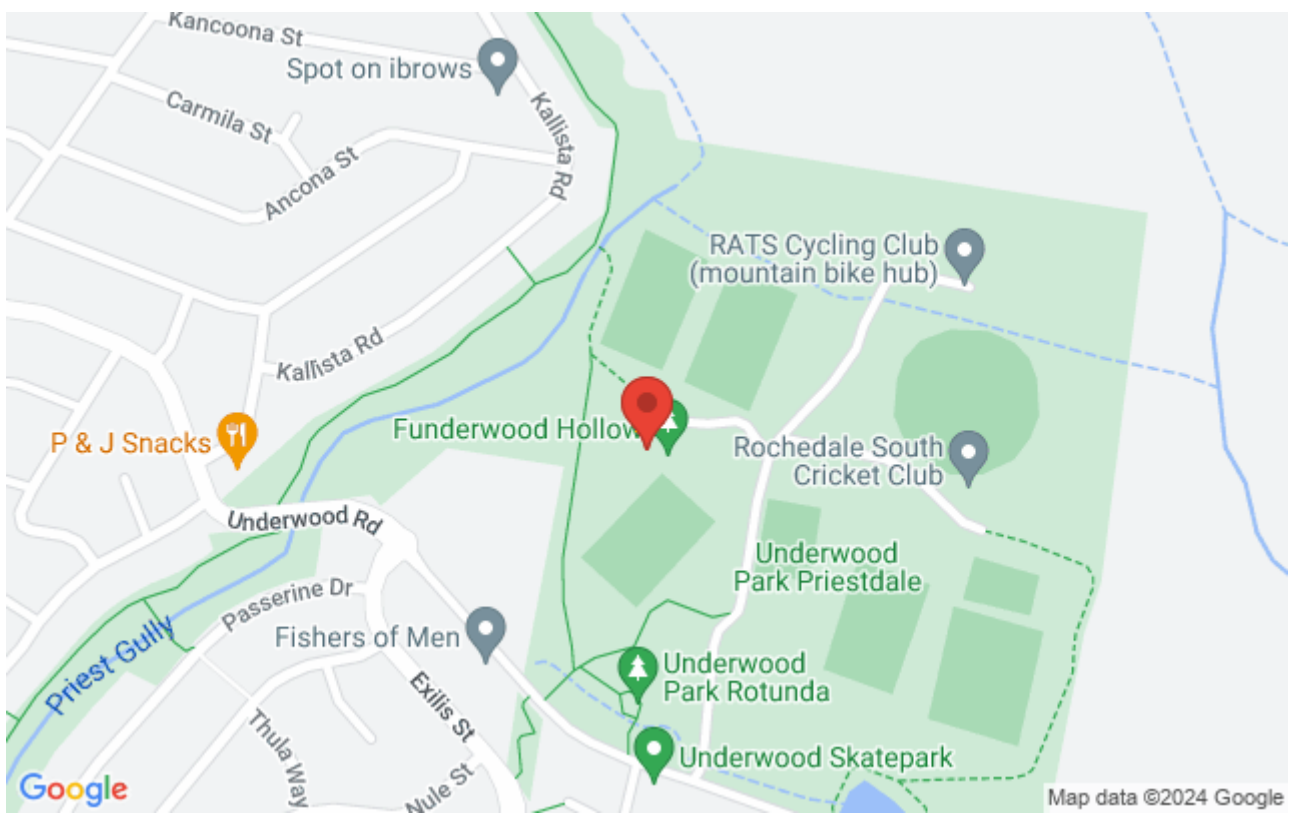 Kancoona St
Spot on ibrows
Carmila St
Kallista Rd
Ancona St
RATS Cycling Club
(mountain bike hub)
Kallista Rd
P & J Snacks
Funderwood Hollow
Rochedale South
Cricket Club
Underwood Rd
Underwood
Park Priestdale
Passerine Dr
Fishers of Men
Priest Gully
Underwood
Park Rotunda
Exilis St
Thula Way
Underwood Skatepark
Nule St
Google
Map data ©2024 Google